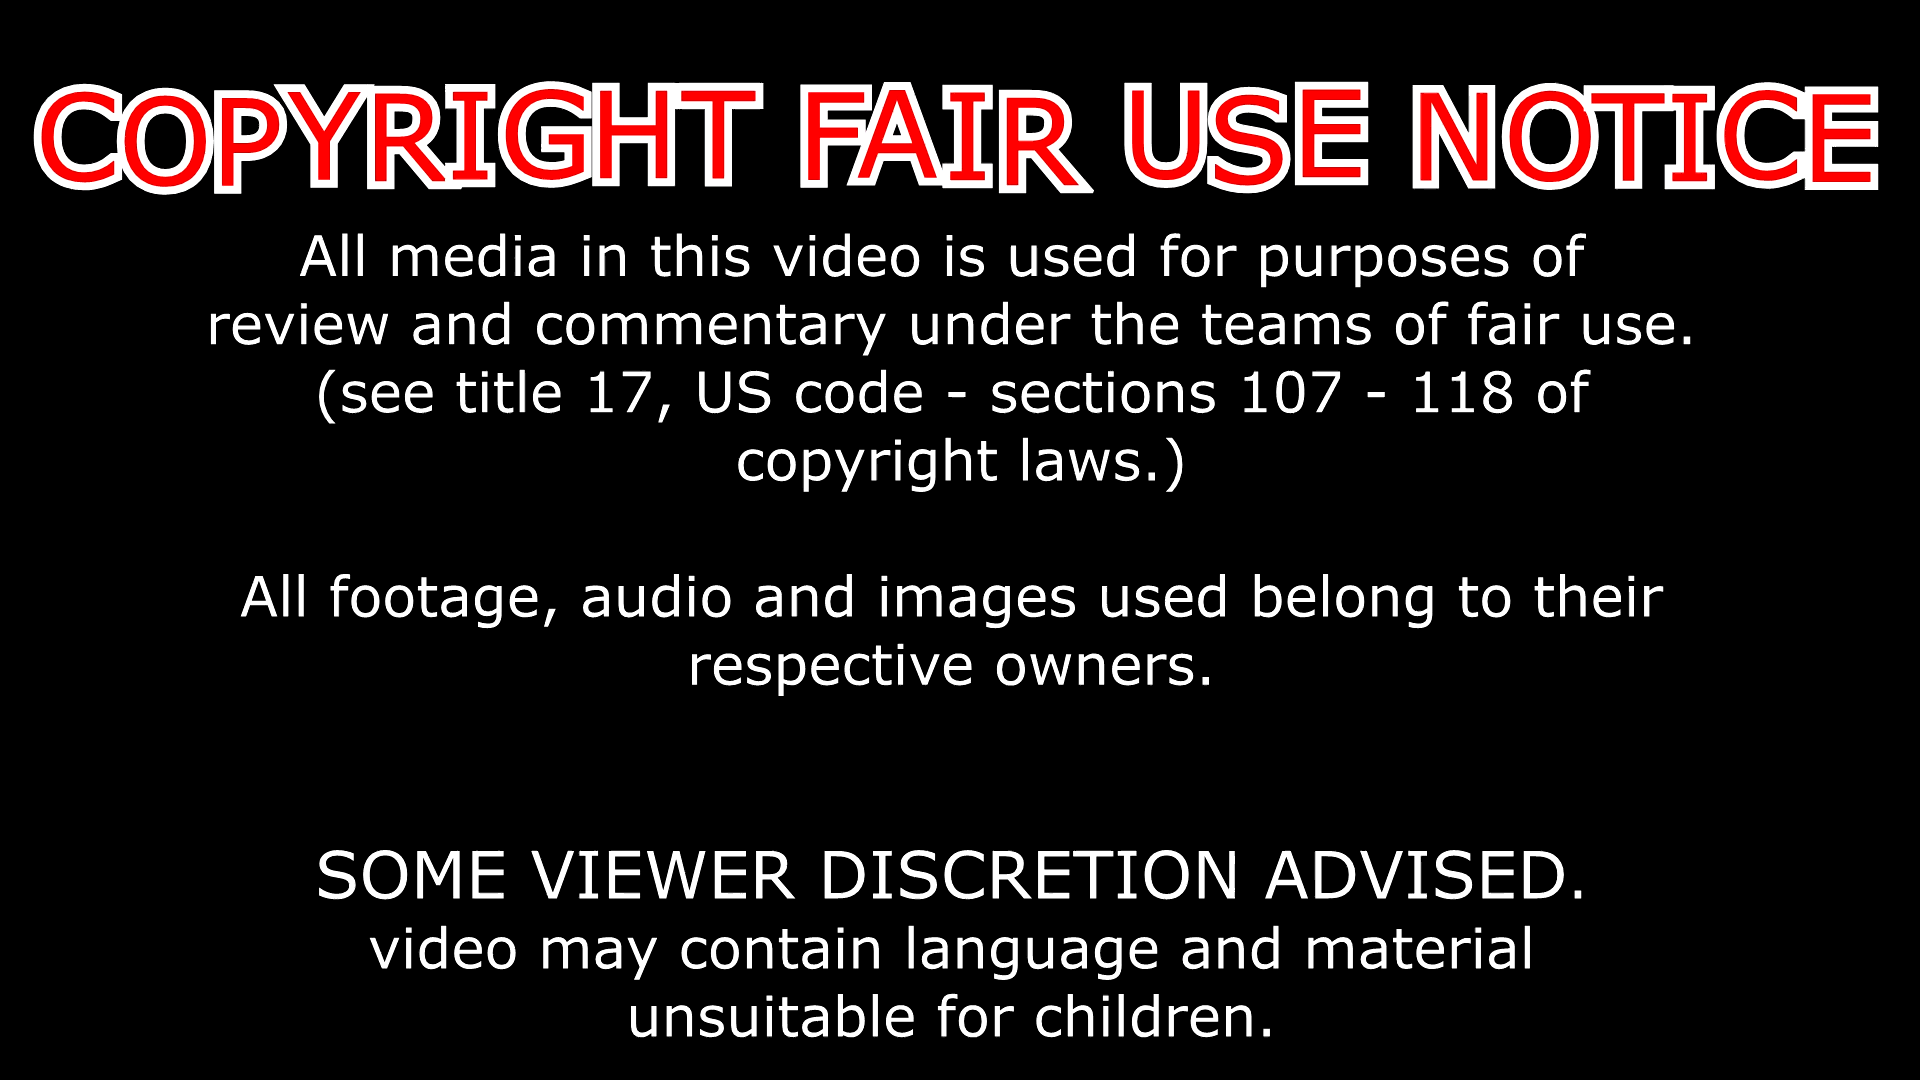 COPYRIGHT FAIR USE NOTICE
All media in this video is used for purposes of
review and commentary under the teams of fair use.
(see title 17, US code - sections 107 - 118 of
copyright laws.)
All footage, audio and images used belong to their
respective owners.
SOME VIEWER DISCRETION ADVISED.
video may contain language and material
unsuitable for children.